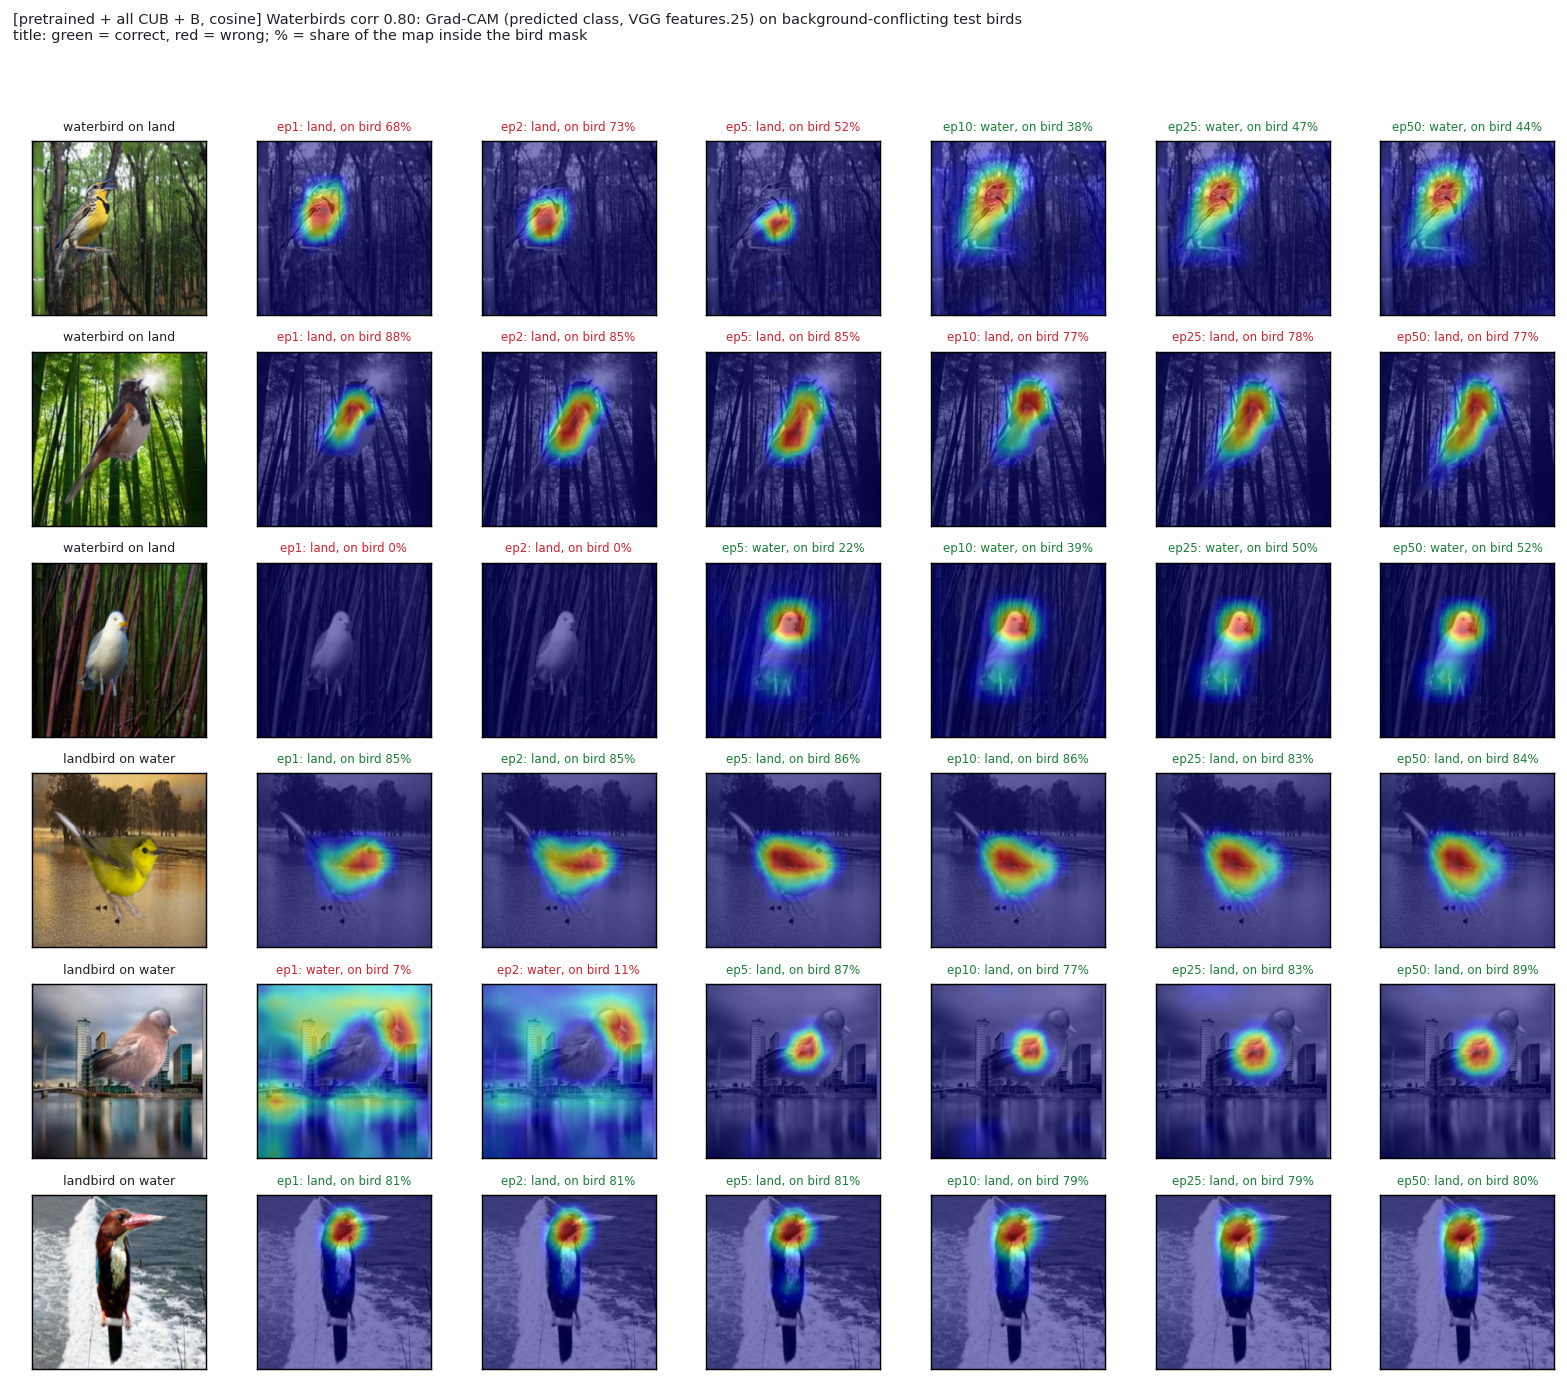 [pretrained + all CUB + B, cosine] Waterbirds corr 0.80: Grad-CAM (predicted class, VGG features.25) on background-conflicting test birds
title: green = correct, red = wrong; % = share of the map inside the bird mask
waterbird on land
ep1: land, on bird 68%
ep2: land, on bird 73%
ep5: land, on bird 52%
ep10: water, on bird 38%
ep25: water, on bird 47%
ep50: water, on bird 44%
waterbird on land
ep1: land, on bird 88%
ep2: land, on bird 85%
ep5: land, on bird 85%
ep10: land, on bird 77%
ep25: land, on bird 78%
ep50: land, on bird 77%
waterbird on land
ep1: land, on bird 0%
ep2: land, on bird 0%
ep5: water, on bird 22%
ep10: water, on bird 39%
ep25: water, on bird 50%
ep50: water, on bird 52%
landbird on water
ep1: land, on bird 85%
ep2: land, on bird 85%
ep5: land, on bird 86%
ep10: land, on bird 86%
ep25: land, on bird 83%
ep50: land, on bird 84%
landbird on water
ep1: water, on bird 7%
ep2: water, on bird 11%
ep5: land, on bird 87%
ep10: land, on bird 77%
ep25: land, on bird 83%
ep50: land, on bird 89%
landbird on water
ep1: land, on bird 81%
ep2: land, on bird 81%
ep5: land, on bird 81%
ep10: land, on bird 79%
ep25: land, on bird 79%
ep50: land, on bird 80%